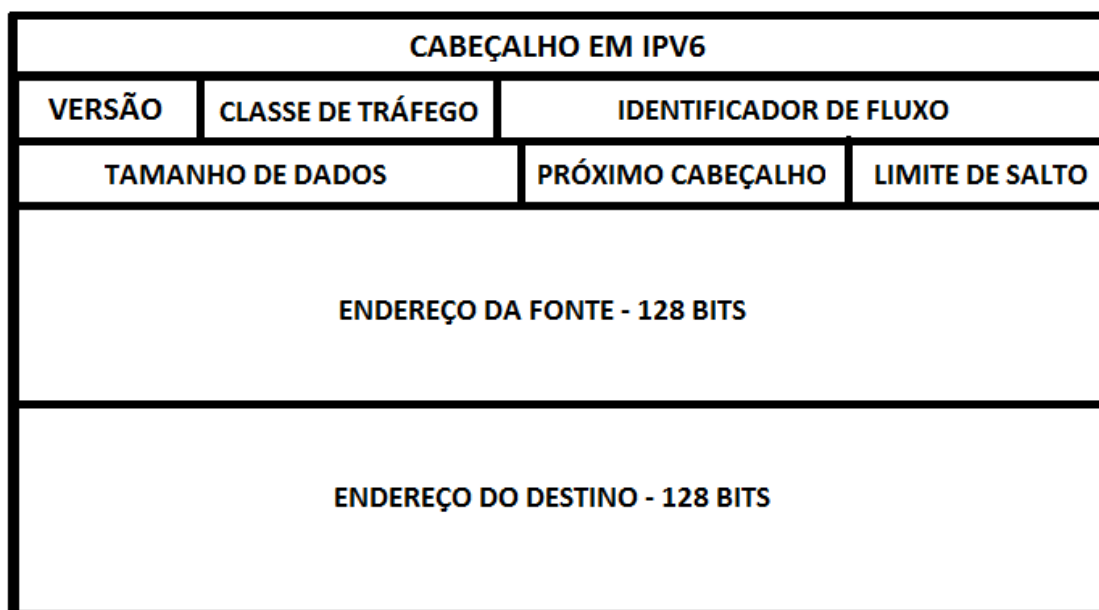 CABEÇALHO EM IPV6
VERSÃO CLASSE DE TRÁFEGO IDENTIFICADOR DE FLUXO
TAMANHO DE DADOS PRÓXIMO CABEÇALHO LIMITE DE SALTO
ENDEREÇO DA FONTE - 128 BITS
ENDEREÇO DO DESTINO - 128 BITS